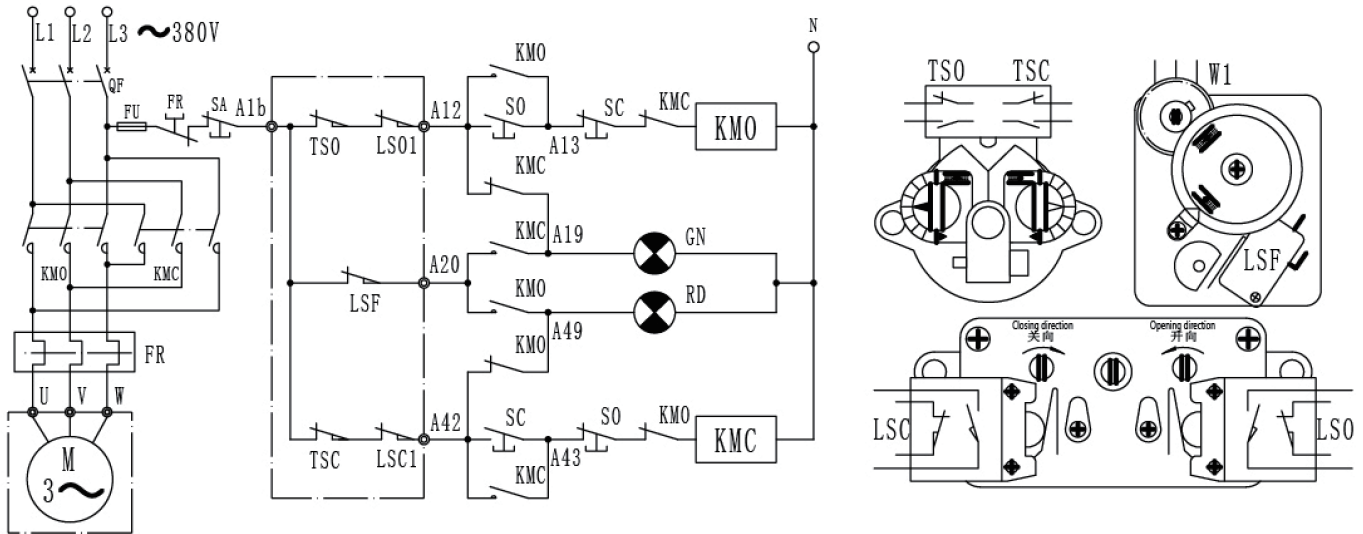 L1 L2 L3 ~380V
QF
FU FR SA A1b
KMO KMC
FR
U V W
M
3~
TSO LSO1 A12
KMO
SO SC KMC KMO
A13
KMC
N
LSF A20
KMC A19 GN
KMO A49 RD
KMO
TSC LSC1 A42
SC SO KMO KMC
A43
KMC
TSO TSC
W1
LSF
Closing direction
关向
Opening direction
开向
LSC LSO